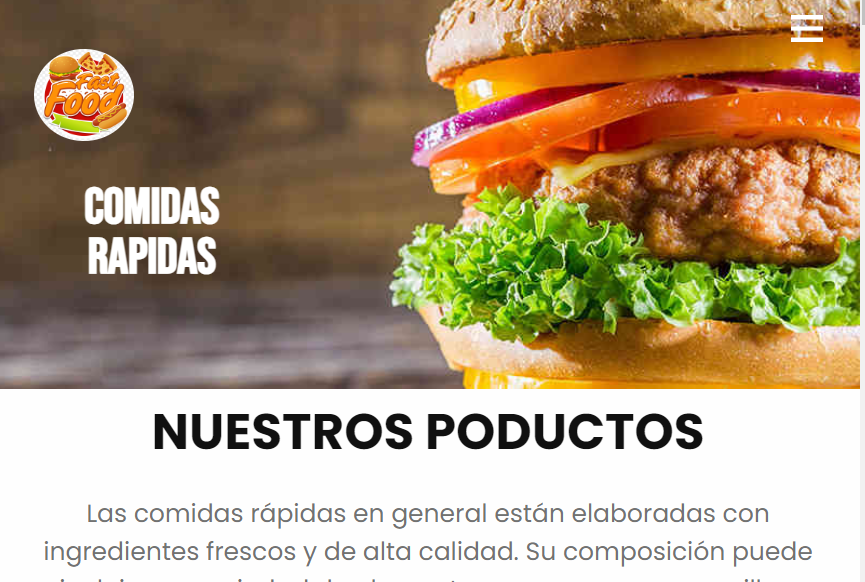 Fast
Food
COMIDAS
RAPIDAS
NUESTROS PODUCTOS
Las comidas rápidas en general están elaboradas con
ingredientes frescos y de alta calidad. Su composición puede